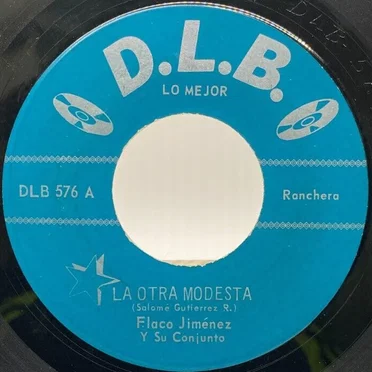 D.L.B.
LO MEJOR
DLB 576 A
Ranchera
LA OTRA MODESTA
(Salome Gutierrez R.)
Flaco Jiménez
Y Su Conjunto